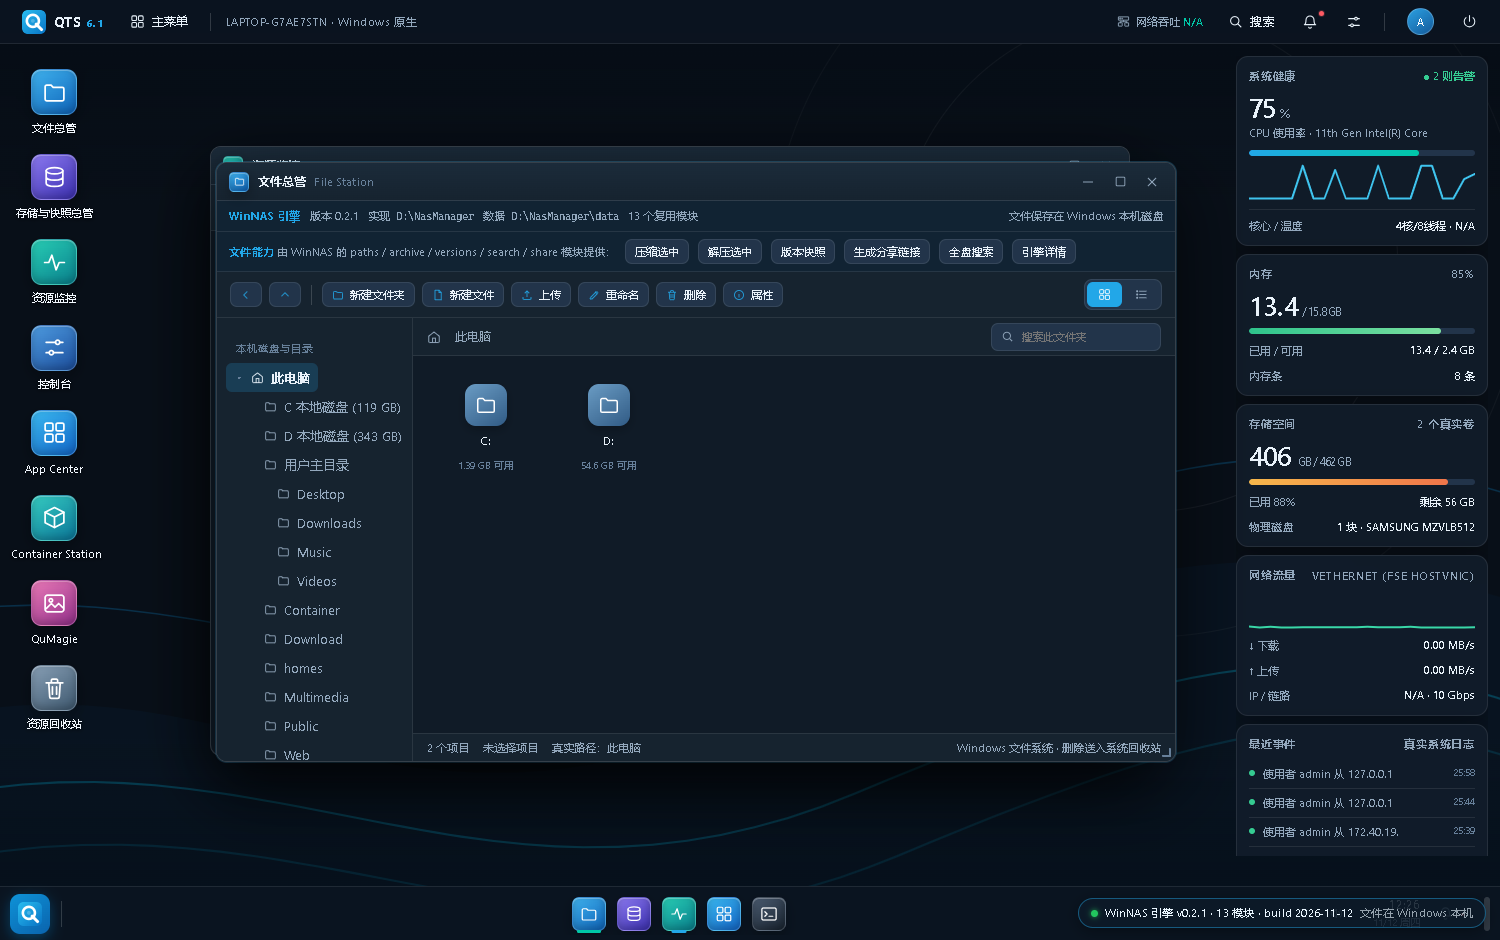 QTS 6.1 主菜单 LAPTOP-G7AE7STN · Windows 原生 网络吞吐 N/A 搜索 A
文件总管
存储与快照总管
资源监控
控制台
App Center
Container Station
QuMagie
资源回收站
文件总管 File Station
WinNAS 引擎 版本 0.2.1 实现 D:\NasManager 数据 D:\NasManager\data 13 个复用模块 文件保存在 Windows 本机磁盘
文件能力 由 WinNAS 的 paths / archive / versions / search / share 模块提供: 压缩选中 解压选中 版本快照 生成分享链接 全盘搜索 引擎详情
新建文件夹 新建文件 上传 重命名 删除 属性
本机磁盘与目录
此电脑
C 本地磁盘 (119 GB)
D 本地磁盘 (343 GB)
用户主目录
Desktop
Downloads
Music
Videos
Container
Download
homes
Multimedia
Public
Web
此电脑 搜索此文件夹
C: D:
1.39 GB 可用 54.6 GB 可用
2 个项目 未选择项目 真实路径: 此电脑 Windows 文件系统 · 删除送入系统回收站
系统健康 2 则告警
75 %
CPU 使用率 · 11th Gen Intel(R) Core
核心 / 温度 4核/8线程 · N/A
内存 85%
13.4 / 15.8GB
已用 / 可用 13.4 / 2.4 GB
内存条 8 条
存储空间 2 个真实卷
406 GB / 462 GB
已用 88% 剩余 56 GB
物理磁盘 1 块 · SAMSUNG MZVLB512
网络流量 VETHERNET (FSE HOSTVNIC)
↓ 下载 0.00 MB/s
↑ 上传 0.00 MB/s
IP / 链路 N/A · 10 Gbps
最近事件 真实系统日志
使用者 admin 从 127.0.0.1 25:58
使用者 admin 从 127.0.0.1 25:44
使用者 admin 从 172.40.19. 25:39
WinNAS 引擎 v0.2.1 · 13 模块 · build 2026-11-12 文件在 Windows 本机